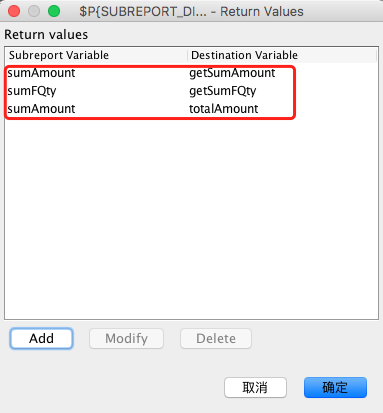 $P{SUBREPORT_DI... - Return Values
Return values
Subreport Variable Destination Variable
sumAmount getSumAmount
sumFQty getSumFQty
sumAmount totalAmount
Add Modify Delete
取消 确定